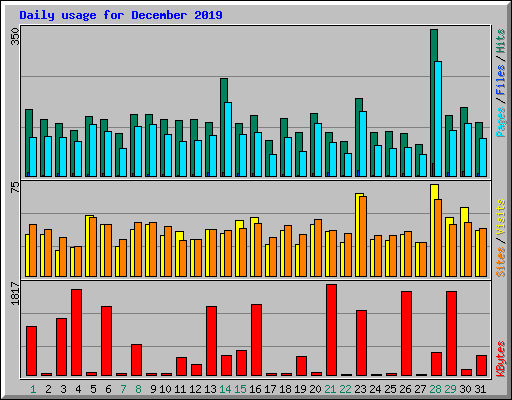 Daily usage for December 2019
350
Pages / Files / Hits
75
Sites / Visits
1817
KBytes
1 2 3 4 5 6 7 8 9 10 11 12 13 14 15 16 17 18 19 20 21 22 23 24 25 26 27 28 29 30 31